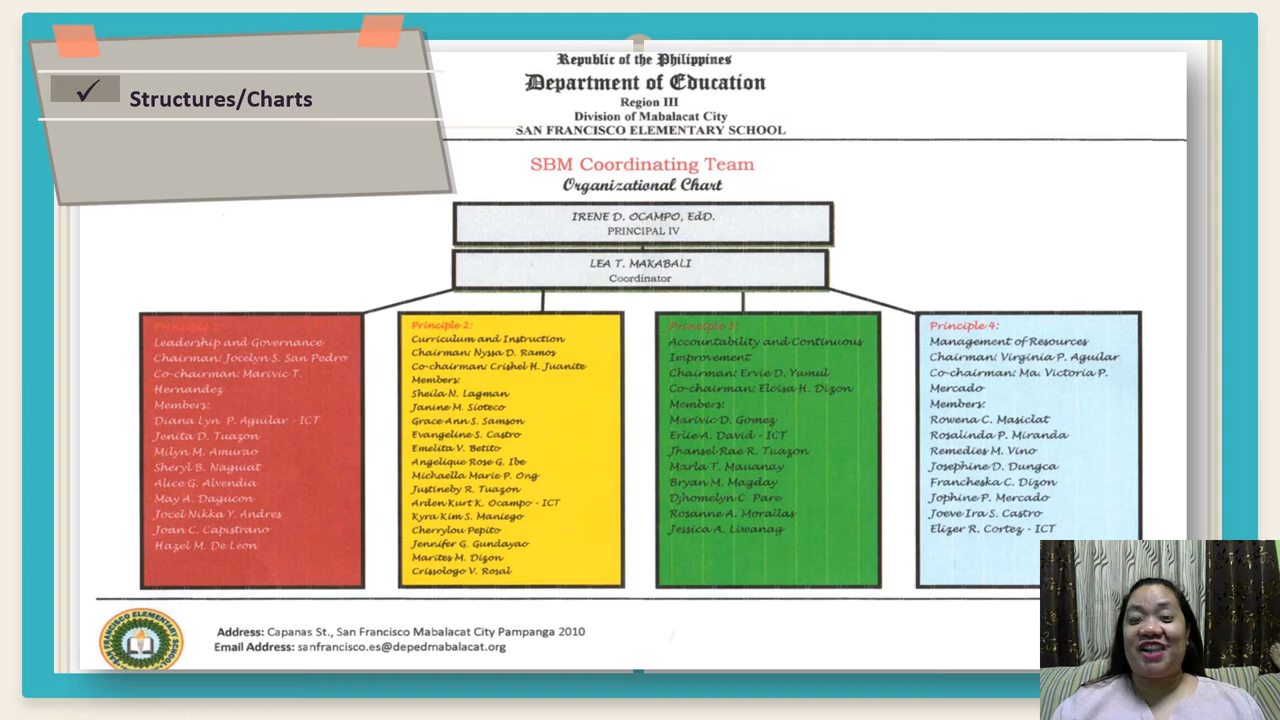 ✓ Structures/Charts
Republic of the Philippines
Department of Education
Region III
Division of Mabalacat City
SAN FRANCISCO ELEMENTARY SCHOOL
SBM Coordinating Team
Organizational Chart
IRENE D. OCAMPO, EdD.
PRINCIPAL IV
LEA T. MAKABALI
Coordinator
Principle 1:
Leadership and Governance
Chairman: Jocelyn S. San Pedro
Co-chairman: Marivic T.
Hernandez
Members:
Diana Lyn P. Aguilar - ICT
Jenita D. Tuazon
Milyn M. Amurao
Sheryl B. Naguiat
Alice G. Alvendia
May A. Dagucon
Jocel Nikka Y. Andres
Joan C. Capistrano
Hazel M. De Leon
Principle 2:
Curriculum and Instruction
Chairman: Nyssa D. Ramos
Co-chairman: Crishel H. Juanite
Members:
Sheila N. Lagman
Janine M. Sioteco
Grace Ann S. Samson
Evangeline S. Castro
Emelita V. Betito
Angelique Rose G. Ibe
Michaella Marie P. Ong
Justineby R. Tuazon
Arden Kurt K. Ocampo - ICT
Kyra Kim S. Maniego
Cherrylou Pepito
Jennifer G. Gundayao
Marites M. Dizon
Crissologo V. Rosal
Principle 3:
Accountability and Continuous
Improvement
Chairman: Ervie D. Yumul
Co-chairman: Eloisa H. Dizon
Members:
Marivic D. Gomez
Erlie A. David - ICT
Jhansel Rae R. Tuazon
Marla T. Mauanay
Bryan M. Magday
Djhomelyn C. Pare
Rosanne A. Morallas
Jessica A. Liwanag
Principle 4:
Management of Resources
Chairman: Virginia P. Aguilar
Co-chairman: Ma. Victoria P.
Mercado
Members:
Rowena C. Masiclat
Rosalinda P. Miranda
Remedies M. Vino
Josephine D. Dungca
Francheska C. Dizon
Jophine P. Mercado
Joeve Ira S. Castro
Elizer R. Cortez - ICT
Address: Capanas St., San Francisco Mabalacat City Pampanga 2010
Email Address: sanfrancisco.es@depedmabalacat.org